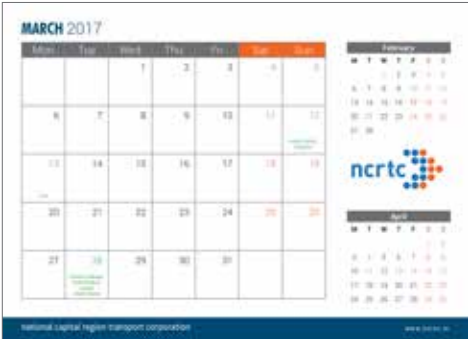 MARCH 2017
Mon Tue Wed Thu Fri Sat Sun
1 2 3 4 5
6 7 8 9 10 11 12
13 14 15 16 17 18 19
20 21 22 23 24 25 26
27 28 29 30 31
February
M T W T F S S
1 2 3 4 5
6 7 8 9 10 11 12
13 14 15 16 17 18 19
20 21 22 23 24 25 26
27 28
ncrtc
April
M T W T F S S
1 2
3 4 5 6 7 8 9
10 11 12 13 14 15 16
17 18 19 20 21 22 23
24 25 26 27 28 29 30
national capital region transport corporation
www.ncrtc.in